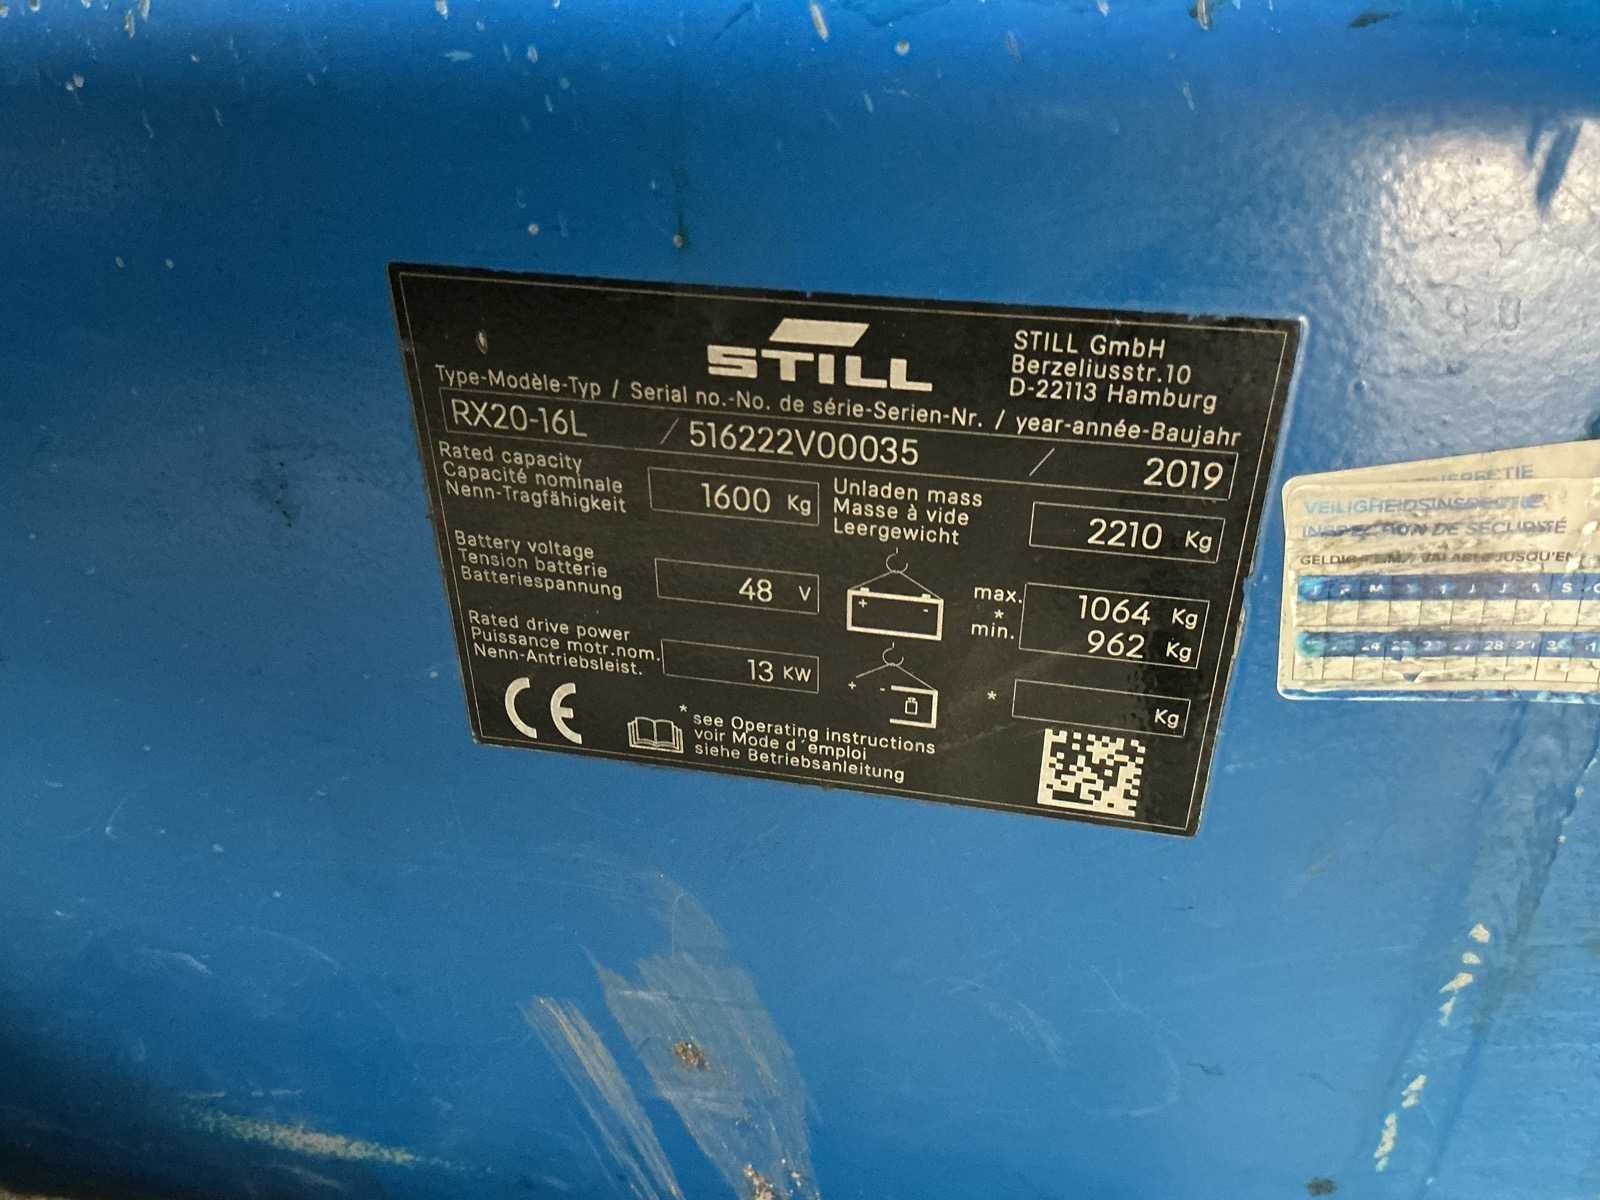 STILL
STILL GmbH
Berzeliusstr.10
D-22113 Hamburg
Type-Modèle-Typ / Serial no.-No. de série-Serien-Nr. / year-année-Baujahr
RX20-16L / 516222V00035 / 2019
Rated capacity
Capacité nominale
Nenn-Tragfähigkeit
1600 Kg
Unladen mass
Masse à vide
Leergewicht
2210 Kg
Battery voltage
Tension batterie
Batteriespannung
48 V
+ -
max. 1064 Kg
*
min. 962 Kg
Rated drive power
Puissance motr.nom.
Nenn-Antriebsleist.
13 KW
+ -
* Kg
CE
* see Operating instructions
voir Mode d'emploi
siehe Betriebsanleitung
VEILIGHEIDSINSPECTIE
INSPECTION DE SÉCURITÉ
JUSQU'EN
28